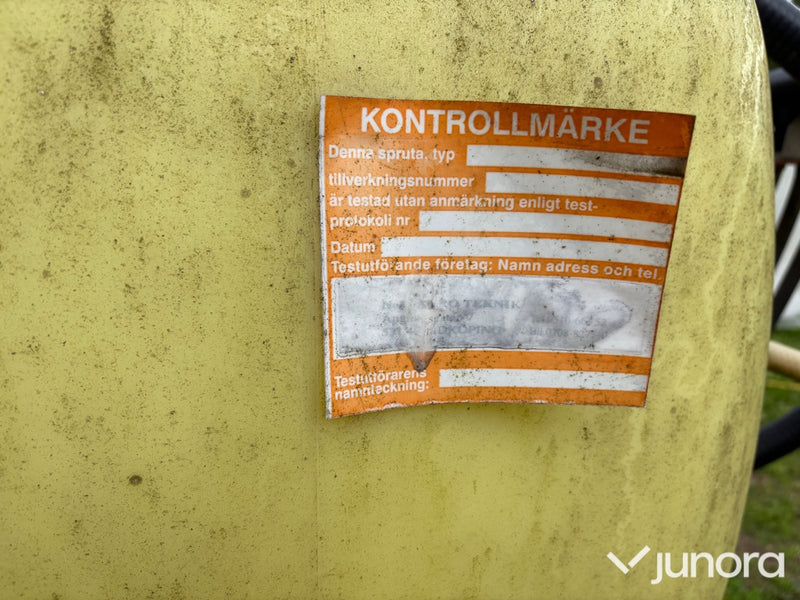 KONTROLLMÄRKE
Denna spruta, typ
tillverkningsnummer
är testad utan anmärkning enligt test-
protokoll nr
Datum
Testutförande företag: Namn adress och tel.
TEKNIK
Testutförarens
namnteckning:
junora